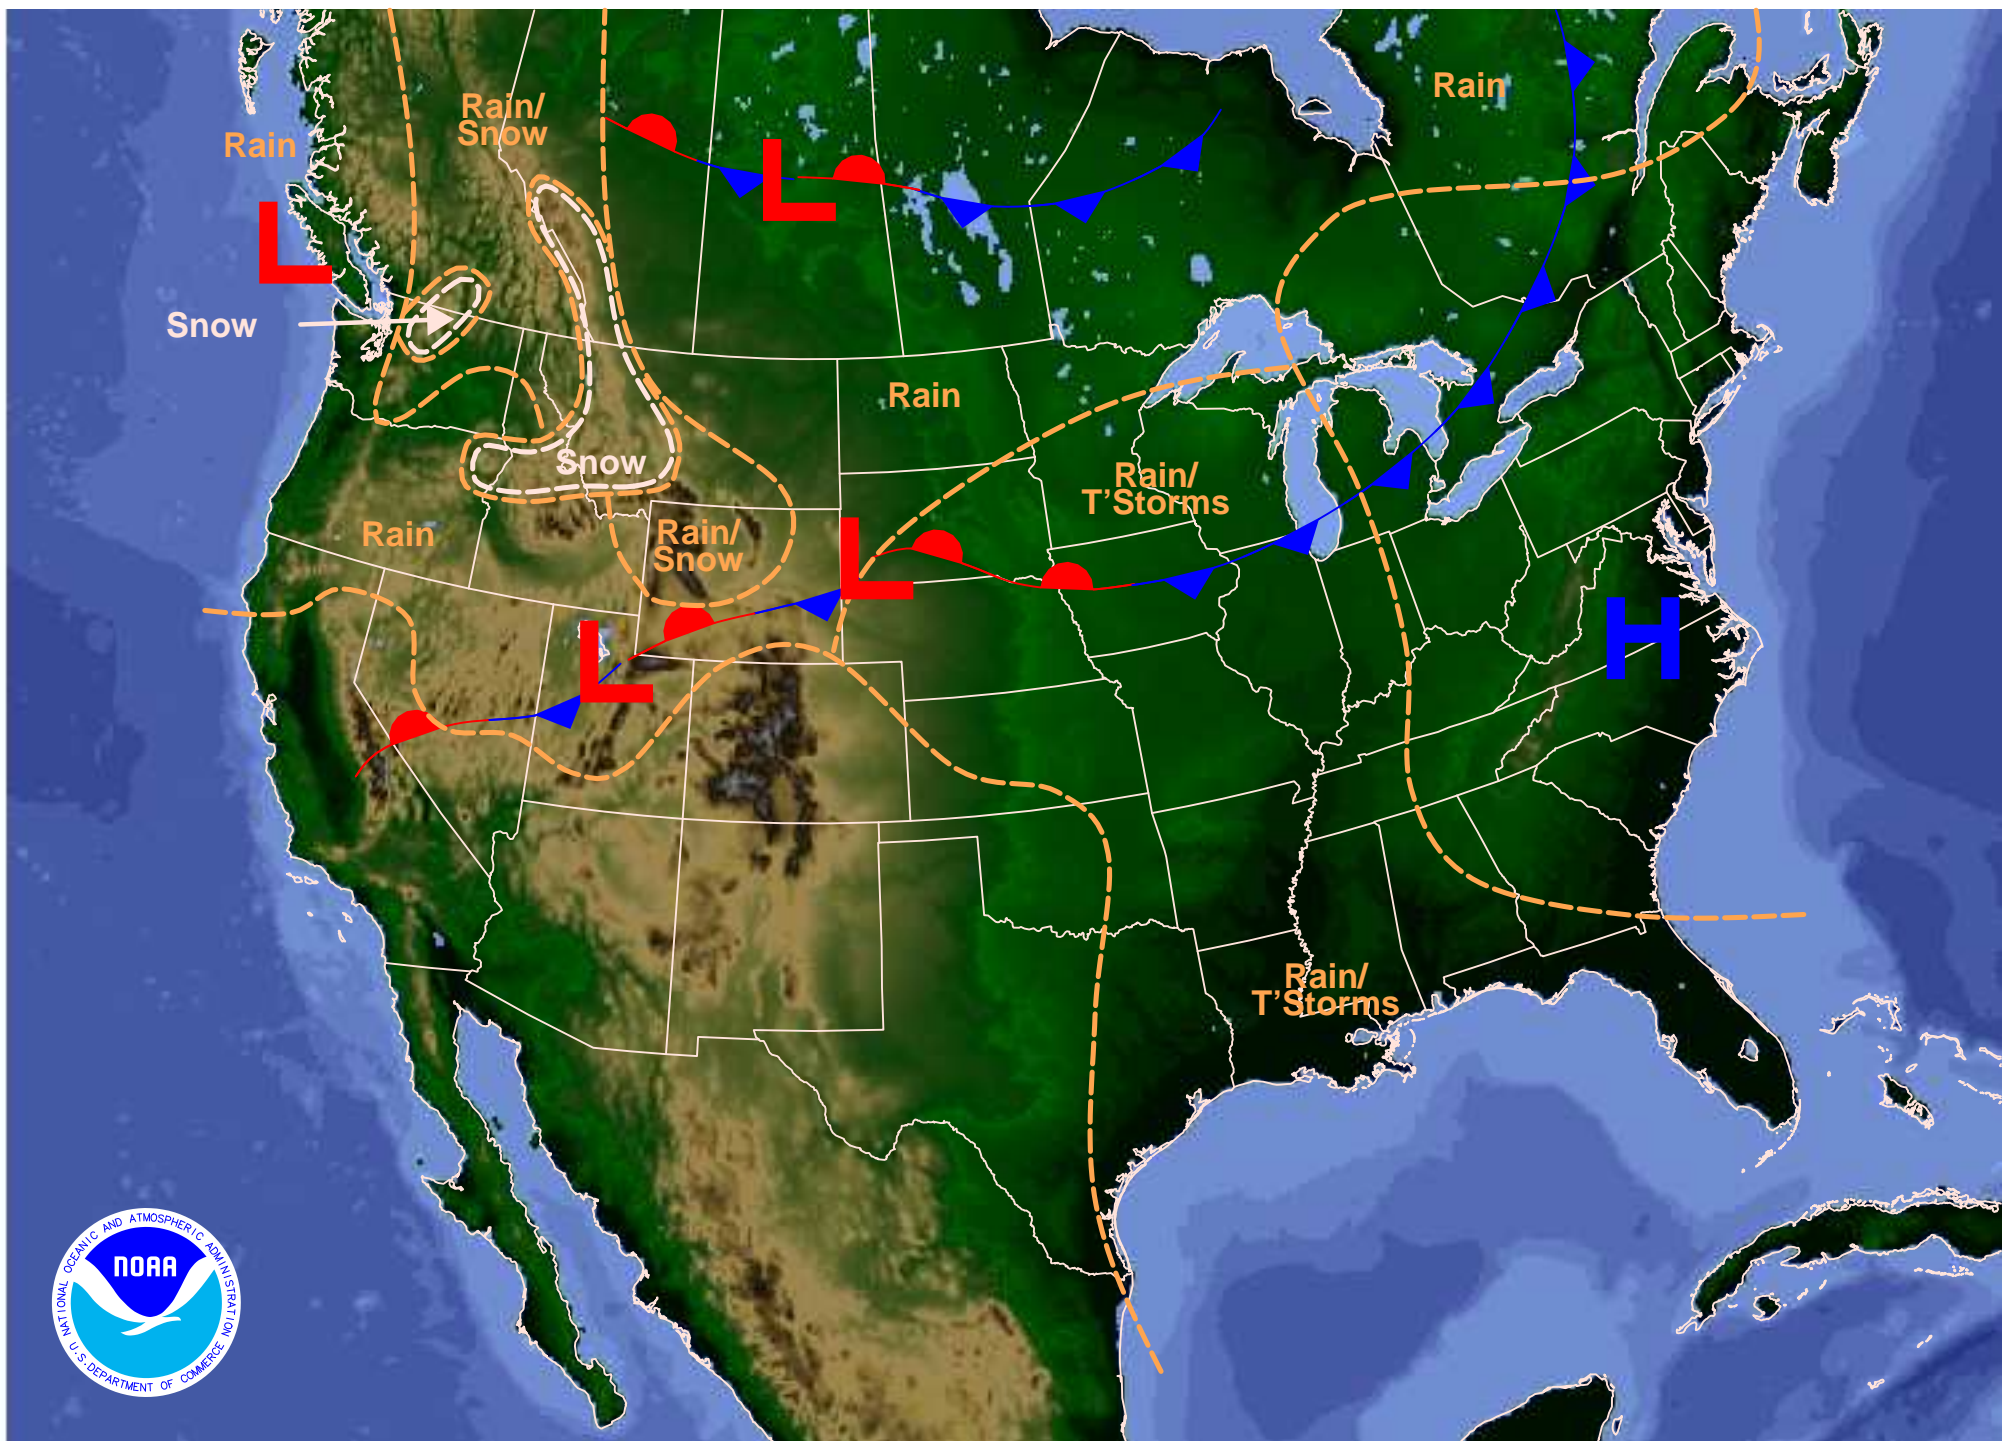 Rain
Rain/
Snow
Rain
L
L
Snow
Rain
Snow
Rain/
T'Storms
Rain
Rain/
Snow
L
L
H
Rain/
T'Storms
NATIONAL OCEANIC AND ATMOSPHERIC ADMINISTRATION
NOAA
U.S. DEPARTMENT OF COMMERCE